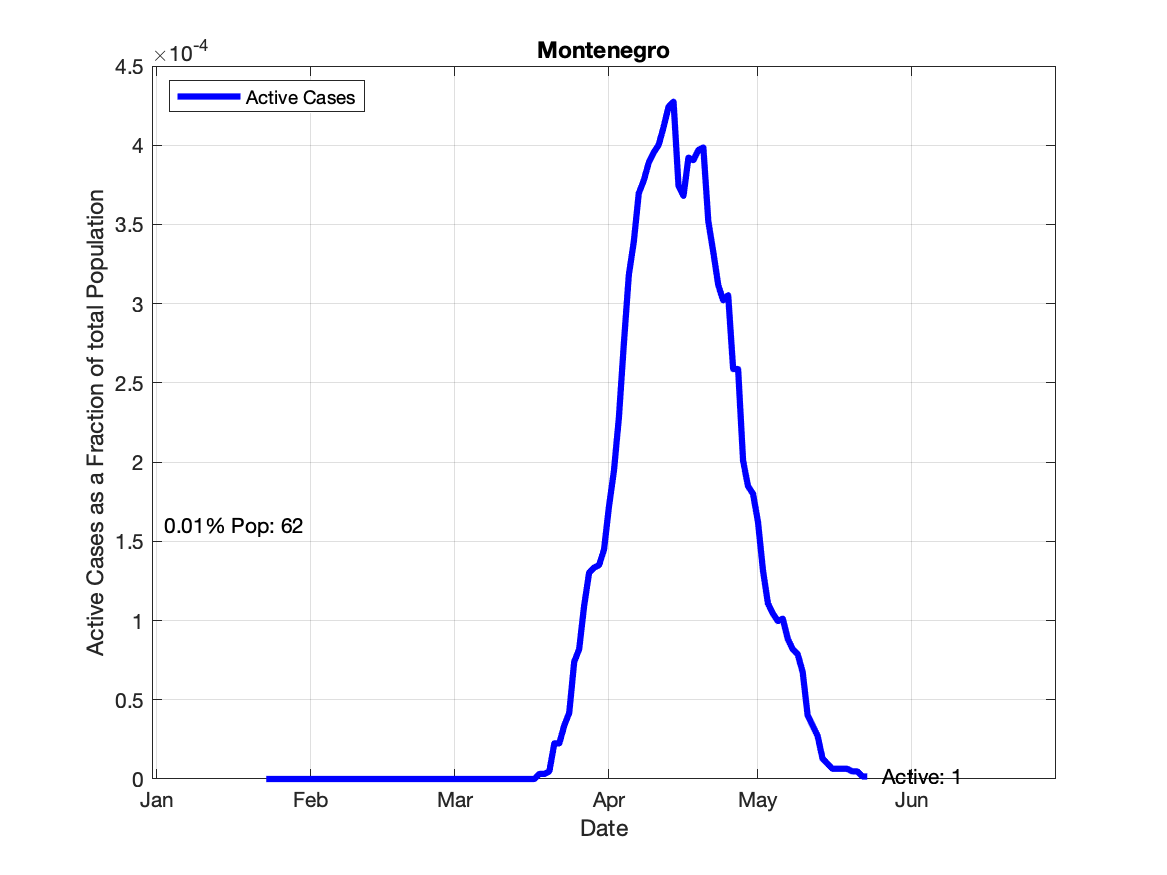 Montenegro
×10-4
Active Cases
4.5
4
3.5
3
2.5
2
1.5
1
0.5
0
Active Cases as a Fraction of total Population
0.01% Pop: 62
Active: 1
Jan Feb Mar Apr May Jun
Date